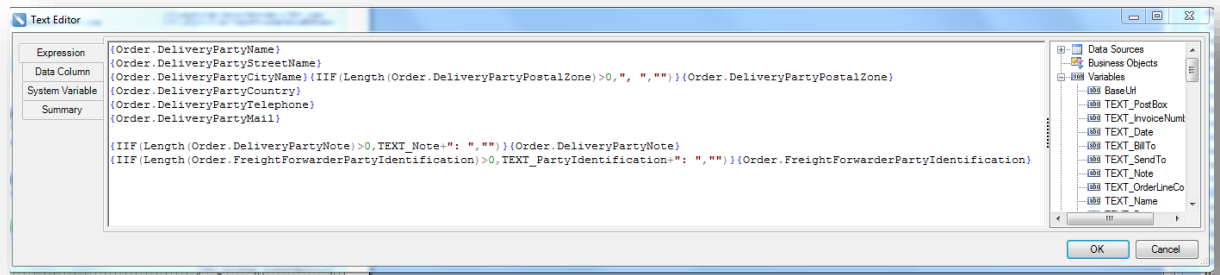 Text Editor
Expression
Data Column
System Variable
Summary
{Order.DeliveryPartyName}
{Order.DeliveryPartyStreetName}
{Order.DeliveryPartyCityName}{IIF(Length(Order.DeliveryPartyPostalZone)>0,", ","")}{Order.DeliveryPartyPostalZone}
{Order.DeliveryPartyCountry}
{Order.DeliveryPartyTelephone}
{Order.DeliveryPartyMail}
{IIF(Length(Order.DeliveryPartyNote)>0,TEXT_Note+": ","")}{Order.DeliveryPartyNote}
{IIF(Length(Order.FreightForwarderPartyIdentification)>0,TEXT_PartyIdentification+": ","")}{Order.FreightForwarderPartyIdentification}
Data Sources
Business Objects
Variables
BaseUrl
TEXT_PostBox
TEXT_InvoiceNumb
TEXT_Date
TEXT_BillTo
TEXT_SendTo
TEXT_Note
TEXT_OrderLineCo
TEXT_Name
OK
Cancel